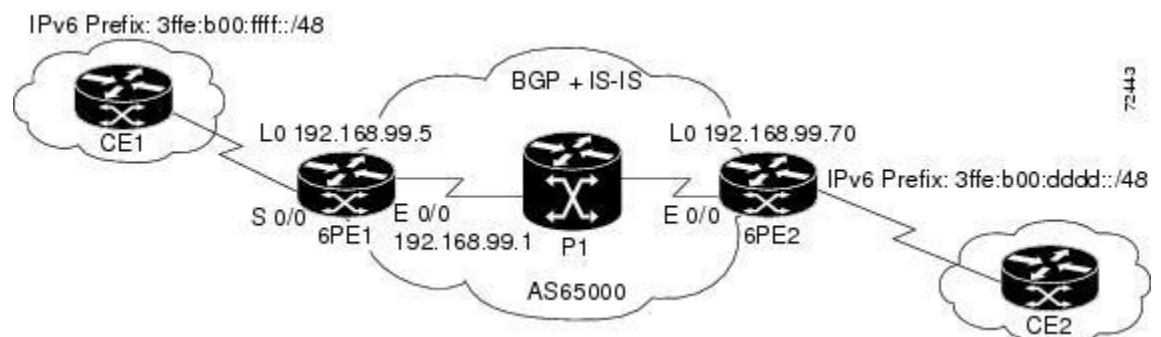 IPv6 Prefix: 3ffe:b00:ffff::/48
BGP + IS-IS
72443
CE1
L0 192.168.99.5
L0 192.168.99.70
IPv6 Prefix: 3ffe:b00:dddd::/48
S 0/0
E 0/0
E 0/0
6PE1
192.168.99.1
P1
6PE2
AS65000
CE2